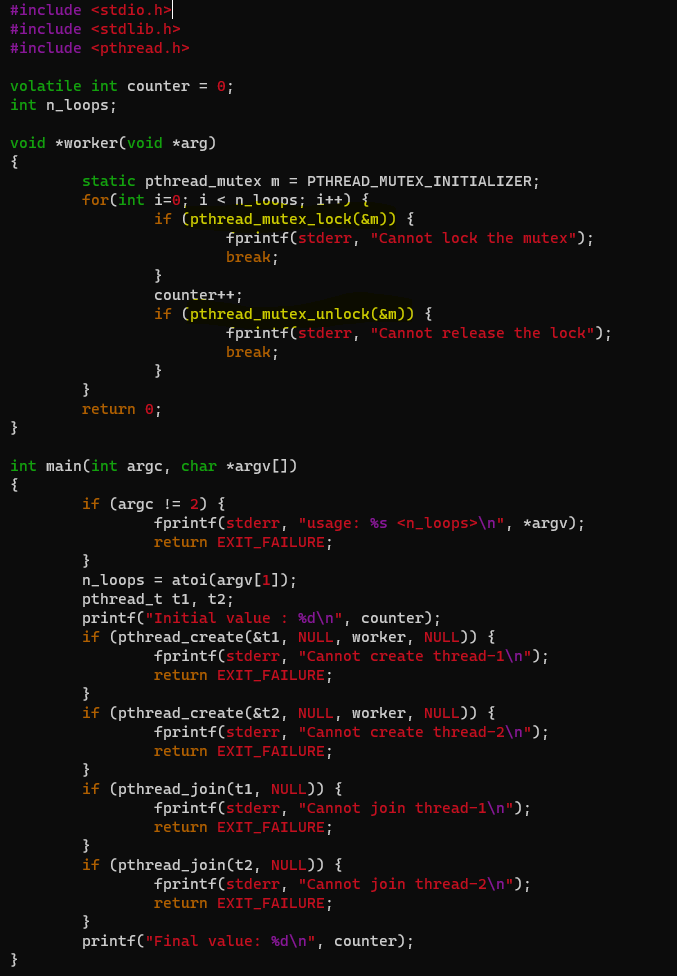 #include <stdio.h>
#include <stdlib.h>
#include <pthread.h>

volatile int counter = 0;
int n_loops;

void *worker(void *arg)
{
        static pthread_mutex m = PTHREAD_MUTEX_INITIALIZER;
        for(int i=0; i < n_loops; i++) {
                if (pthread_mutex_lock(&m)) {
                        fprintf(stderr, "Cannot lock the mutex");
                        break;
                }
                counter++;
                if (pthread_mutex_unlock(&m)) {
                        fprintf(stderr, "Cannot release the lock");
                        break;
                }
        }
        return 0;
}

int main(int argc, char *argv[])
{
        if (argc != 2) {
                fprintf(stderr, "usage: %s <n_loops>\n", *argv);
                return EXIT_FAILURE;
        }
        n_loops = atoi(argv[1]);
        pthread_t t1, t2;
        printf("Initial value : %d\n", counter);
        if (pthread_create(&t1, NULL, worker, NULL)) {
                fprintf(stderr, "Cannot create thread-1\n");
                return EXIT_FAILURE;
        }
        if (pthread_create(&t2, NULL, worker, NULL)) {
                fprintf(stderr, "Cannot create thread-2\n");
                return EXIT_FAILURE;
        }
        if (pthread_join(t1, NULL)) {
                fprintf(stderr, "Cannot join thread-1\n");
                return EXIT_FAILURE;
        }
        if (pthread_join(t2, NULL)) {
                fprintf(stderr, "Cannot join thread-2\n");
                return EXIT_FAILURE;
        }
        printf("Final value: %d\n", counter);
}